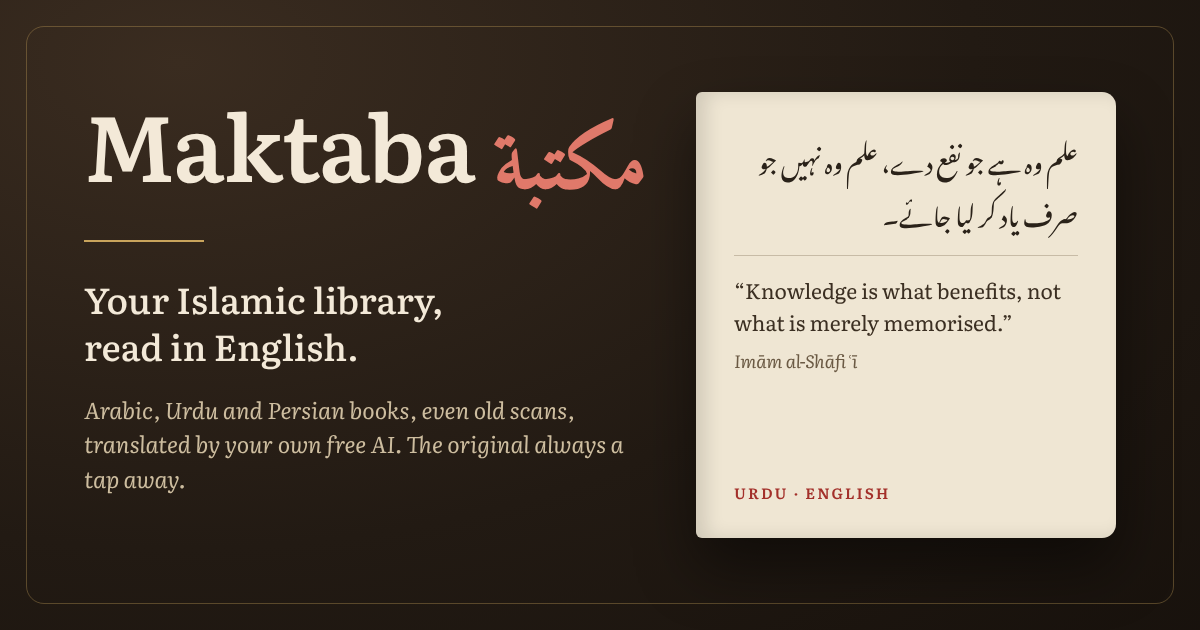 Maktaba مكتبة
Your Islamic library,
read in English.
Arabic, Urdu and Persian books, even old scans,
translated by your own free AI. The original always a
tap away.
علم وہ ہے جو نفع دے، علم وہ نہیں جو
صرف یاد کر لیا جائے۔
“Knowledge is what benefits, not
what is merely memorised.”
Imām al-Shāfiʿī
URDU · ENGLISH